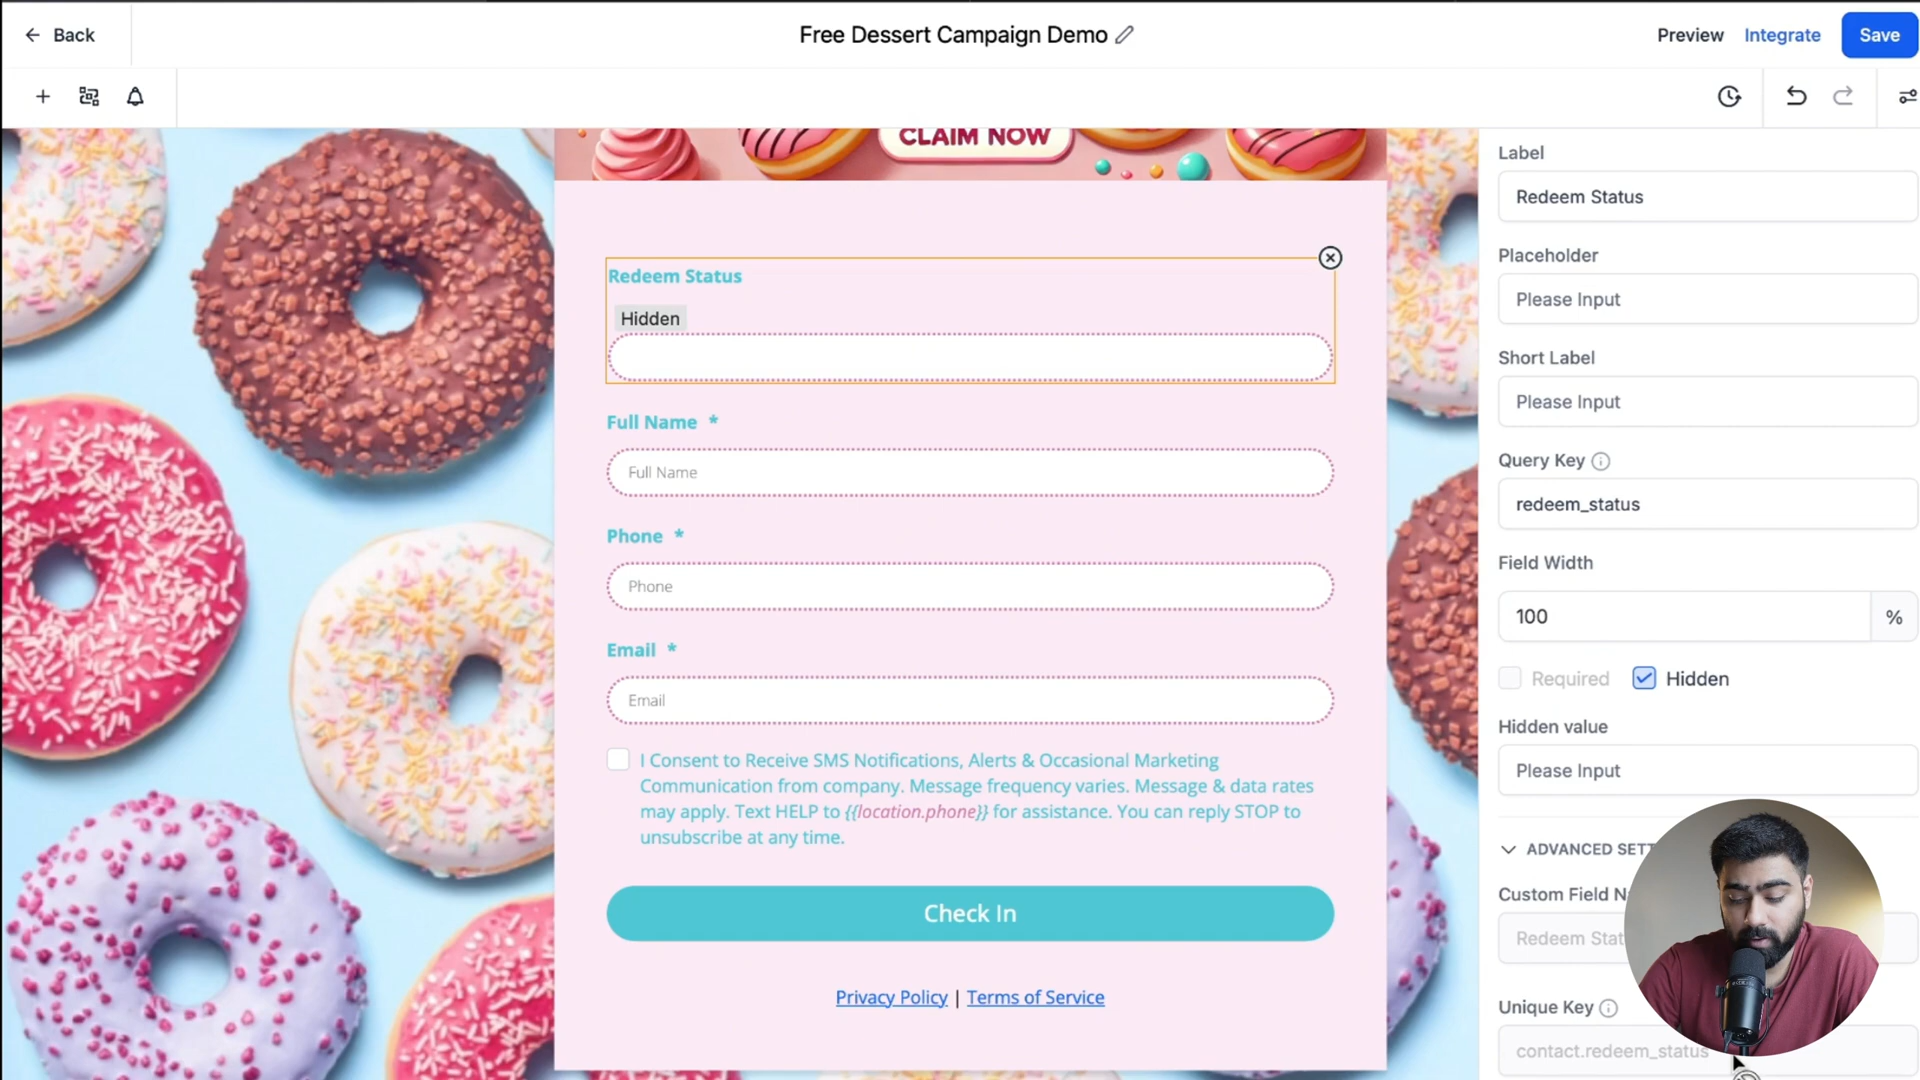 Back
Free Dessert Campaign Demo
Preview
Integrate
Save
CLAIM NOW
Redeem Status
Hidden
Full Name *
Full Name
Phone *
Phone
Email *
Email
I Consent to Receive SMS Notifications, Alerts & Occasional Marketing
Communication from company. Message frequency varies. Message & data rates
may apply. Text HELP to {{location.phone}} for assistance. You can reply STOP to
unsubscribe at any time.
Check In
Privacy Policy | Terms of Service
Label
Redeem Status
Placeholder
Please Input
Short Label
Please Input
Query Key
redeem_status
Field Width
100 %
Required Hidden
Hidden value
Please Input
ADVANCED SETT
Custom Field N
Redeem Stat
Unique Key
contact.redeem_status